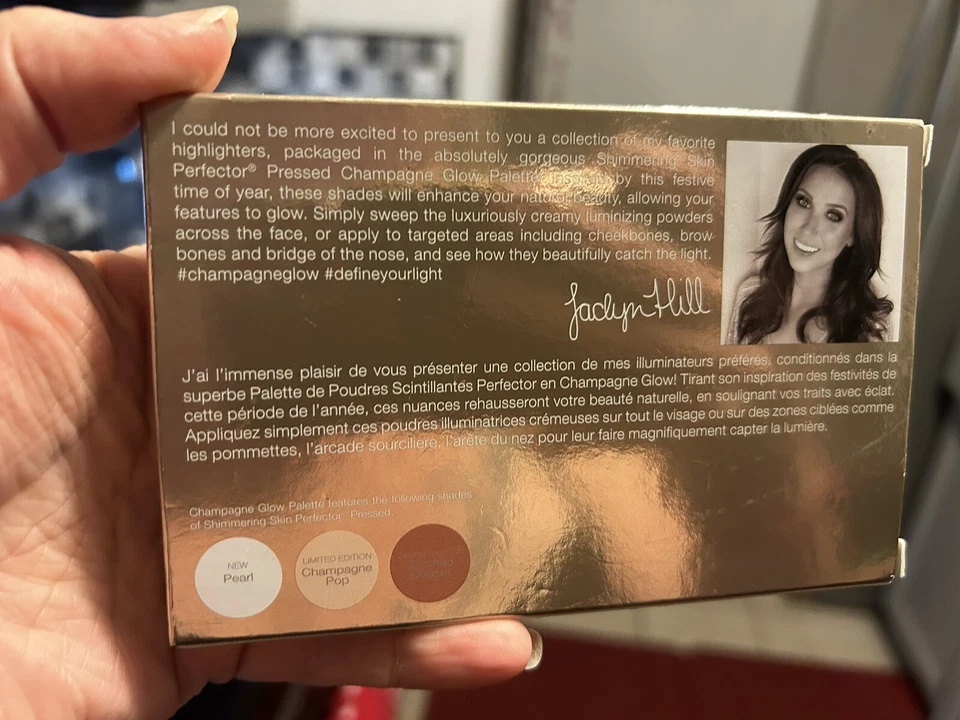 I could not be more excited to present to you a collection of my favorite
highlighters, packaged in the absolutely gorgeous Shimmering Skin
Perfector® Pressed Champagne Glow Palette. by this festive
time of year, these shades will enhance your natural beauty, allowing your
features to glow. Simply sweep the luxuriously creamy luminizing powders
across the face, or apply to targeted areas including cheekbones, brow
bones and bridge of the nose, and see how they beautifully catch the light.
#champagneglow #defineyourlight
Jaclyn Hill
J'ai l'immense plaisir de vous présenter une collection de mes illuminateurs préférés, conditionnés dans la
superbe Palette de Poudres Scintillantes Perfector en Champagne Glow! Tirant son inspiration des festivités de
cette période de l'année, ces nuances rehausseront votre beauté naturelle, en soulignant vos traits avec éclat.
Appliquez simplement ces poudres illuminatrices crémeuses sur tout le visage ou sur des zones ciblées comme
les pommettes, l'arcade sourcilière, l'arête du nez pour leur faire magnifiquement capter la lumière.
Champagne Glow Palette features the following shades
of Shimmering Skin Perfector® Pressed.
NEW
Pearl
LIMITED EDITION
Champagne
Pop